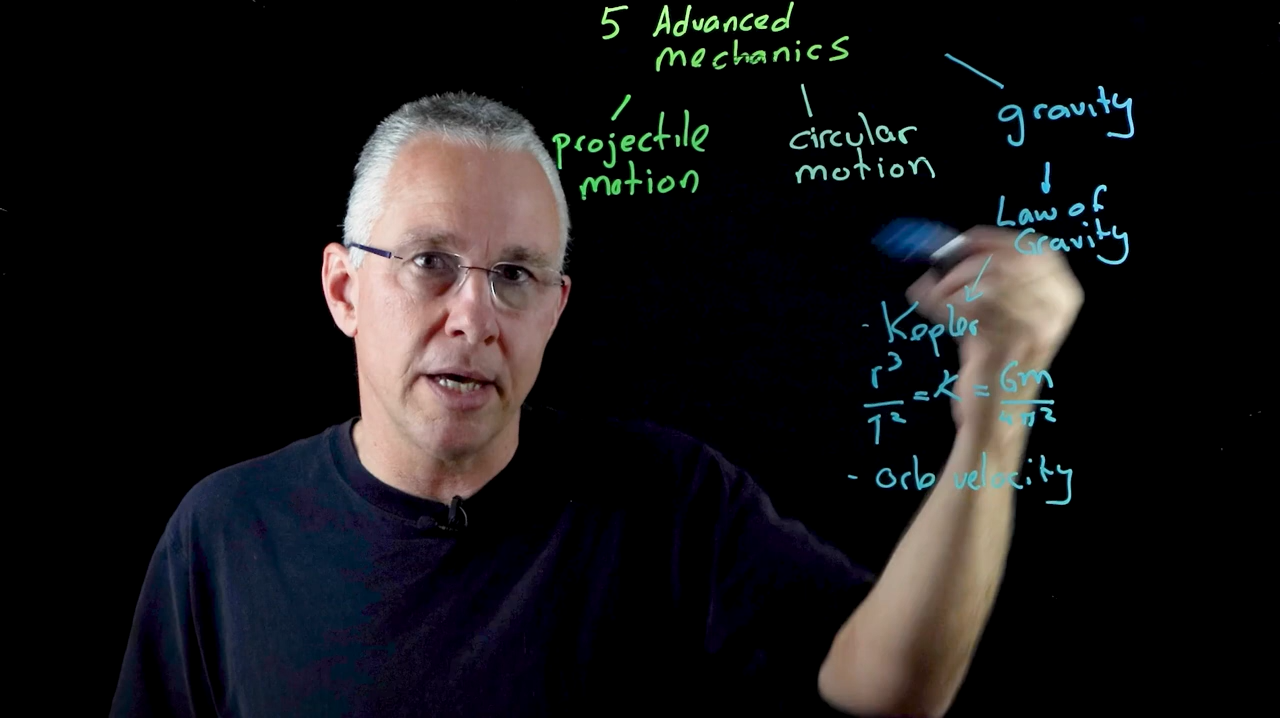 5 Advanced
mechanics
projectile
motion
circular
motion
gravity
Law of
Gravity
- Kepler
r³/T² = K = Gm/4π²
- orb velocity